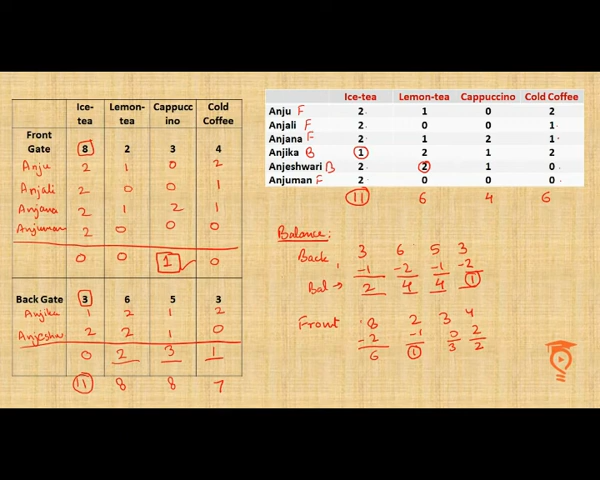 Ice-tea Lemon-tea Cappuccino Cold Coffee
Front Gate 8 2 3 4
Anju 2 1 0 2
Anjali 2 0 0 1
Anjana 2 1 2 1
Anjuman 2 0 0 0
0 0 1 0
Back Gate 3 6 5 3
Anjika 1 2 1 2
Anjeshw 2 2 1 0
0 2 3 1
11 8 8 7
Ice-tea Lemon-tea Cappuccino Cold Coffee
Anju F 2 1 0 2
Anjali F 2 0 0 1
Anjana F 2 1 2 1
Anjika B 1 2 1 2
Anjeshwari B 2 2 1 0
Anjuman F 2 0 0 0
11 6 4 6
Balance:
Back 3 6 5 3
-1 -2 -1 -2
Bal → 2 4 4 1
Front 8 2 3 4
-2 -1 0 2
6 1 3 2